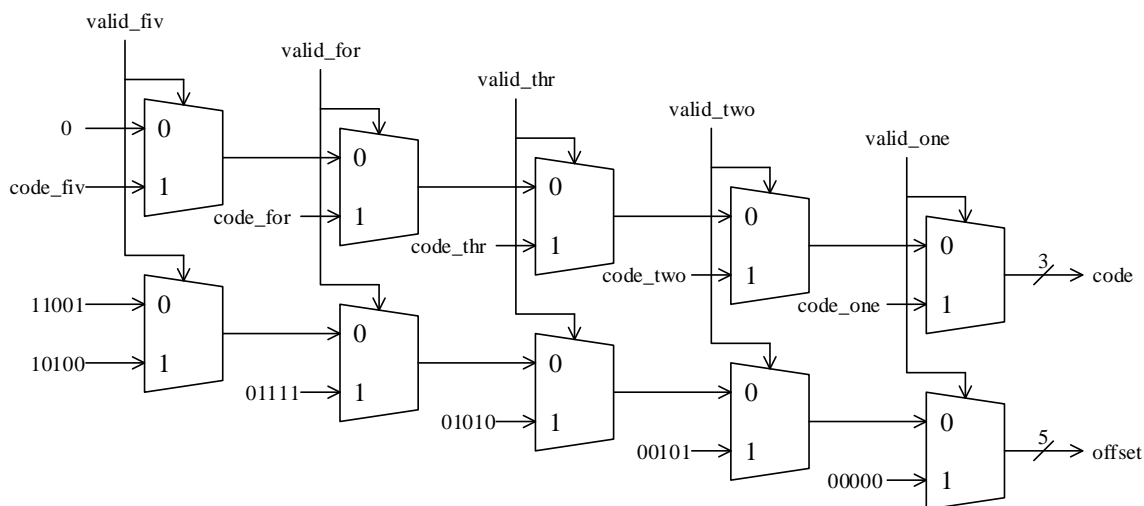 valid_fiv
valid_for
valid_thr
valid_two
valid_one
0
0
code_fiv
1
0
code_for
1
0
code_thr
1
0
code_two
1
0
code_one
1
3
code
11001
0
10100
1
0
01111
1
0
01010
1
0
00101
1
0
00000
1
5
offset